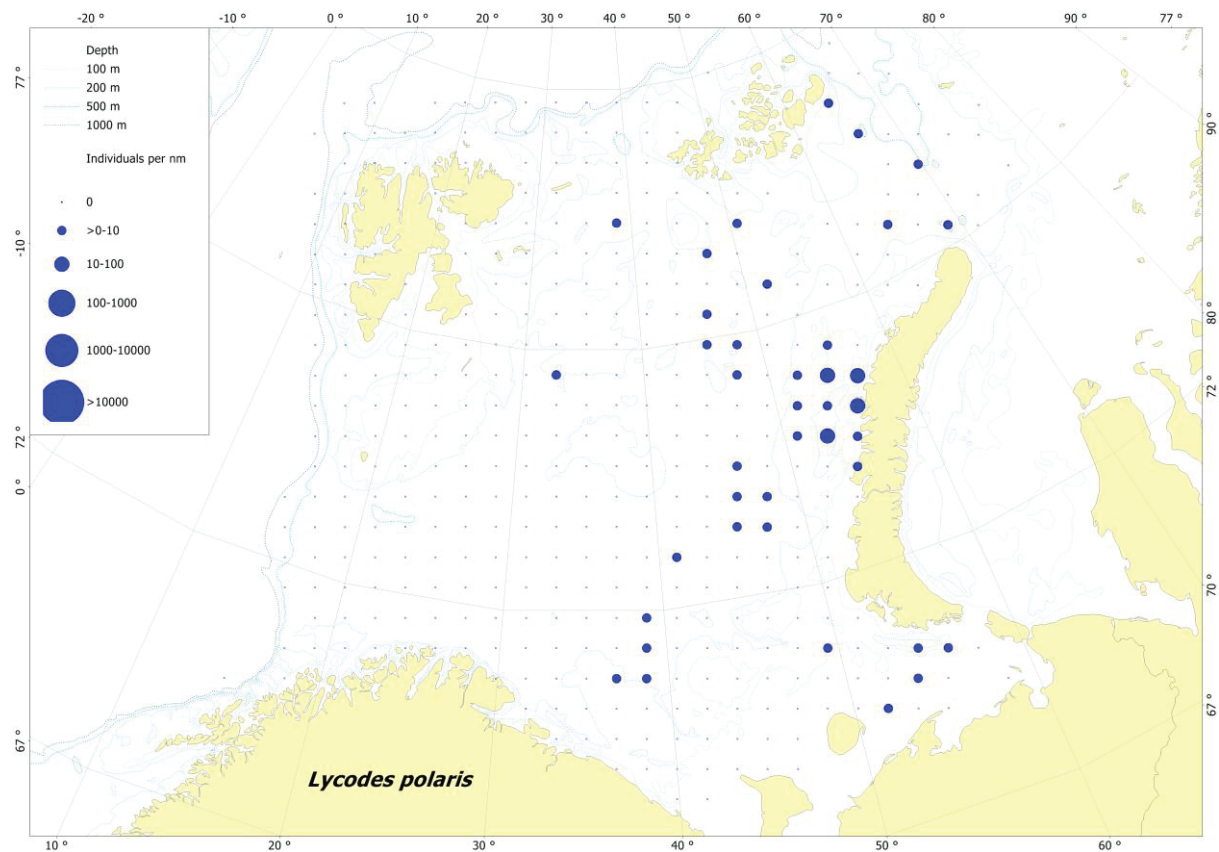 -20 ° -10 ° 0 ° 10 ° 20 ° 30 ° 40 ° 50 ° 60 ° 70 ° 80 ° 90 ° 77 °
Depth
100 m
200 m
500 m
1000 m
Individuals per nm
0
>0-10
10-100
100-1000
1000-10000
>10000
77 °
-10 °
72 °
0 °
67 °
90 °
80 °
72 °
70 °
67 °
Lycodes polaris
10 ° 20 ° 30 ° 40 ° 50 ° 60 °